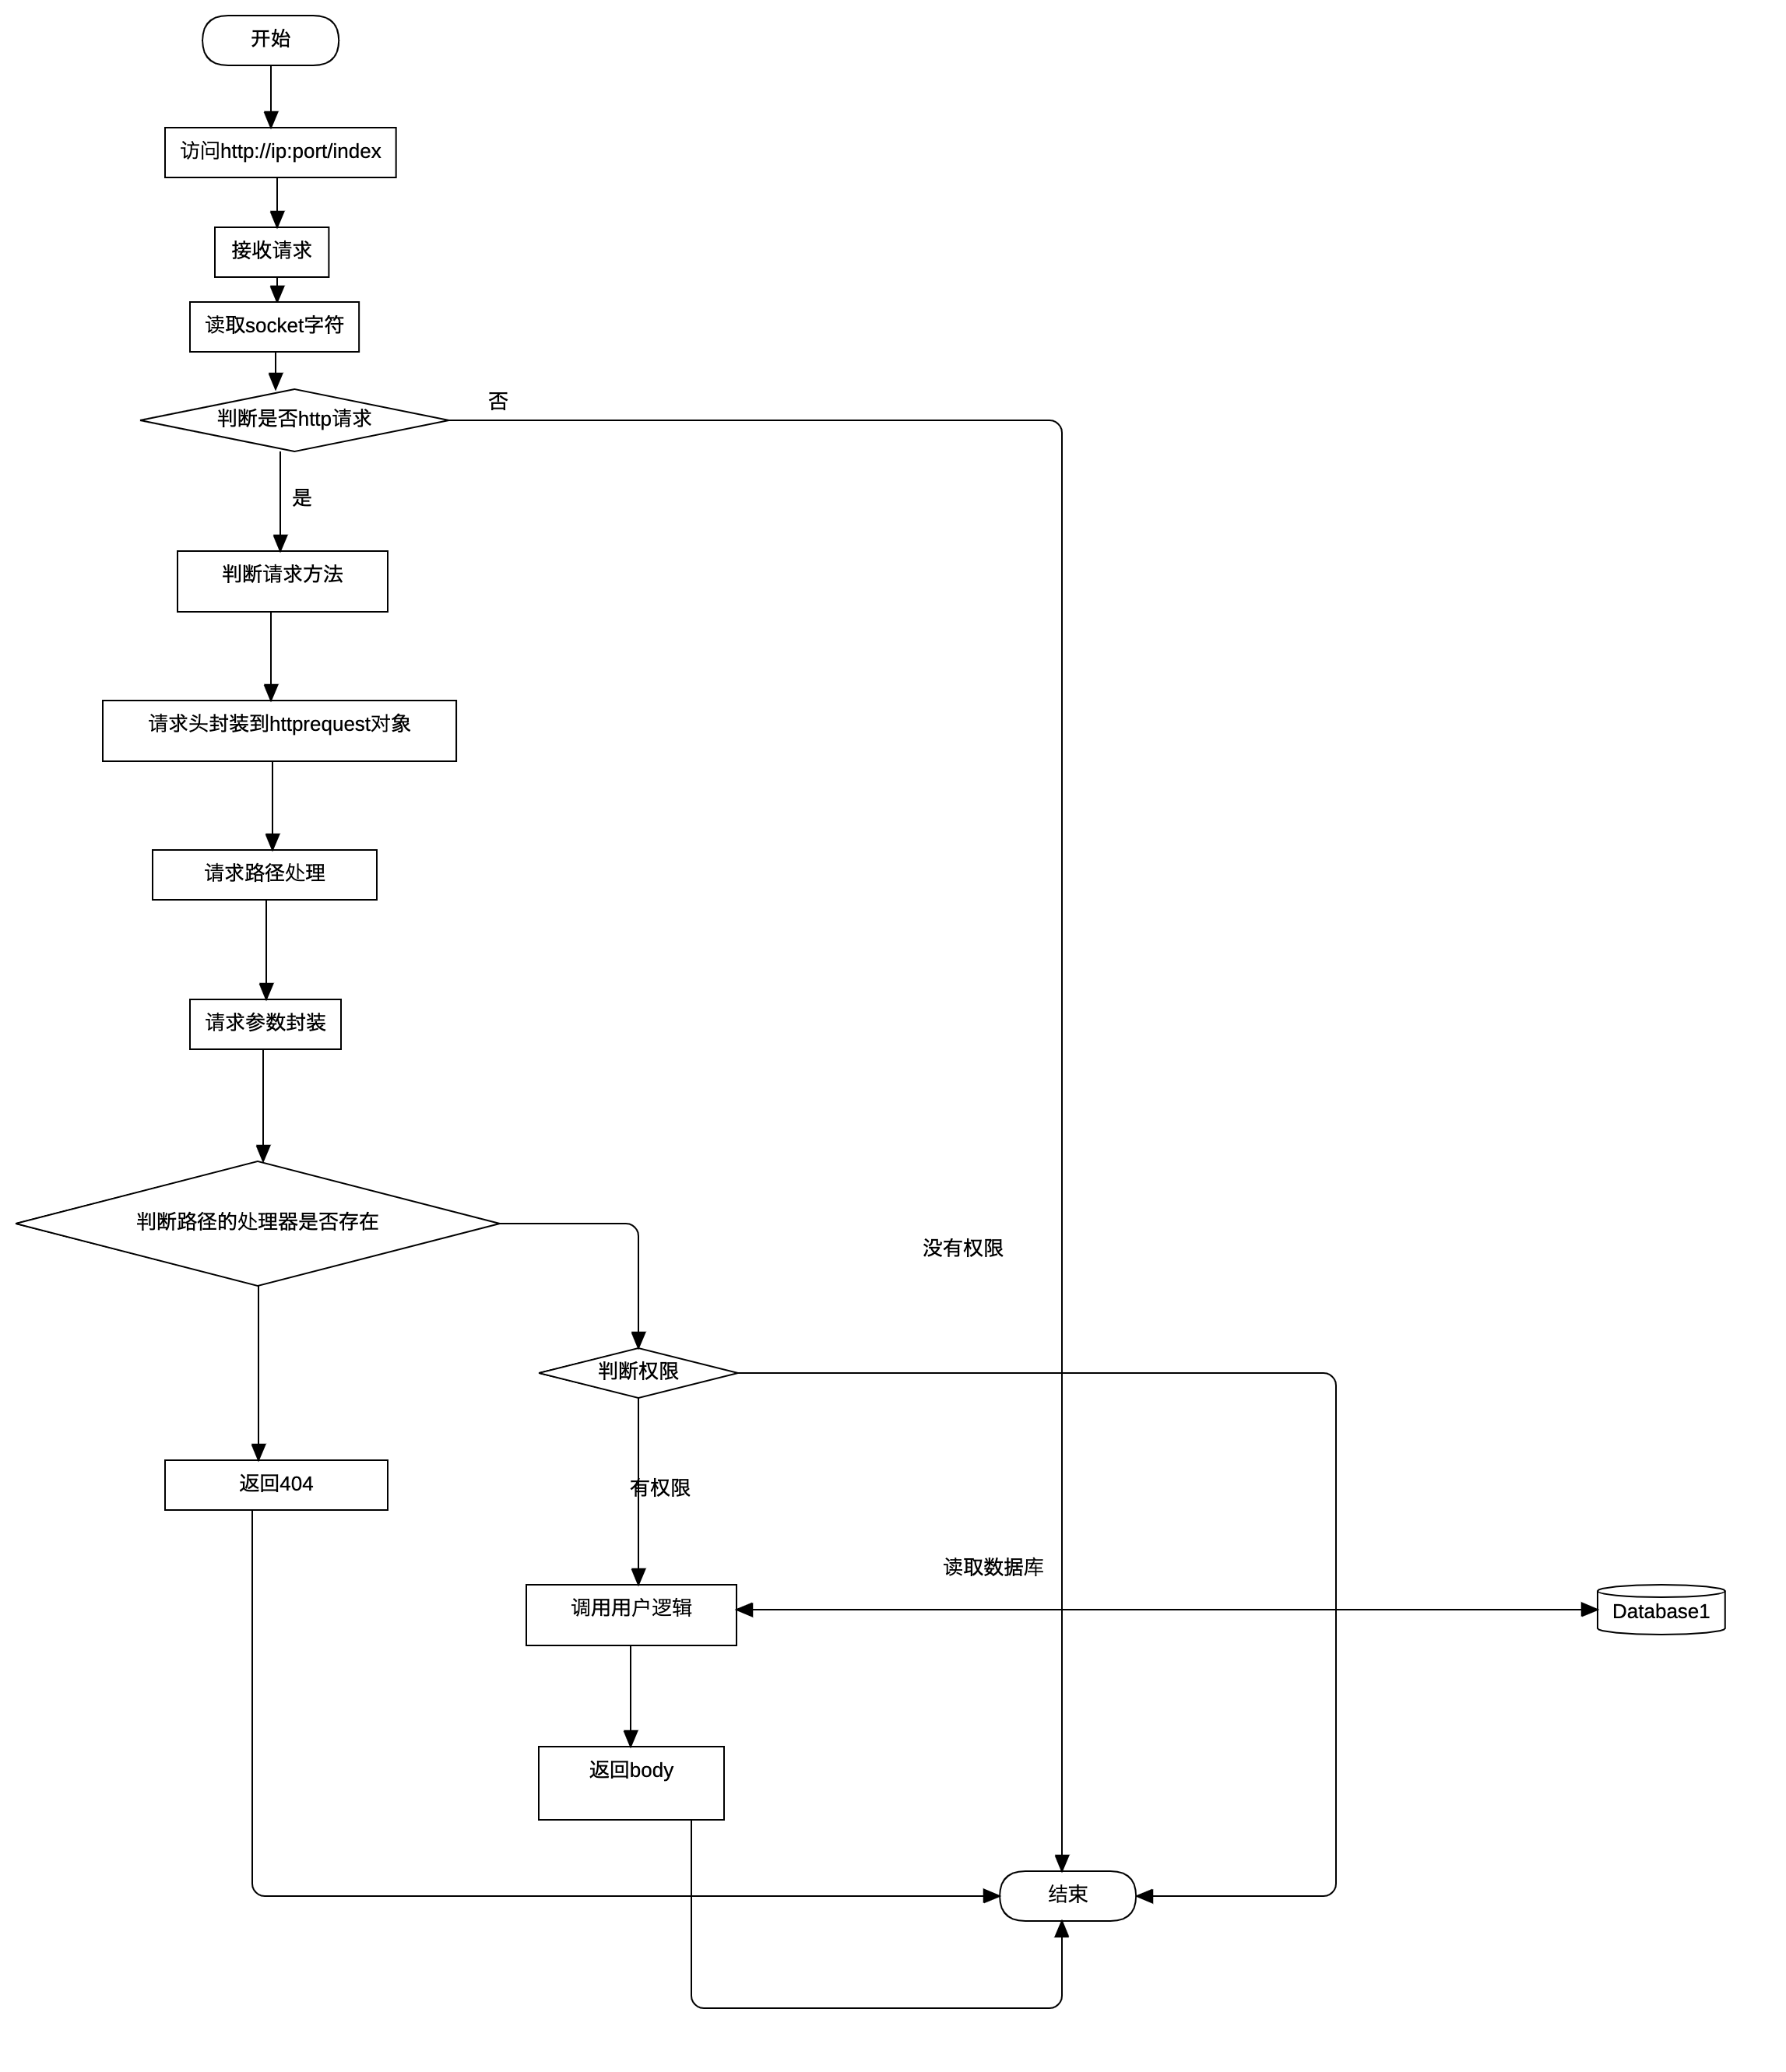 开始
访问http://ip:port/index
接收请求
读取socket字符
判断是否http请求
否
是
判断请求方法
请求头封装到httprequest对象
请求路径处理
请求参数封装
判断路径的处理器是否存在
没有权限
判断权限
返回404
有权限
读取数据库
调用用户逻辑
Database1
返回body
结束